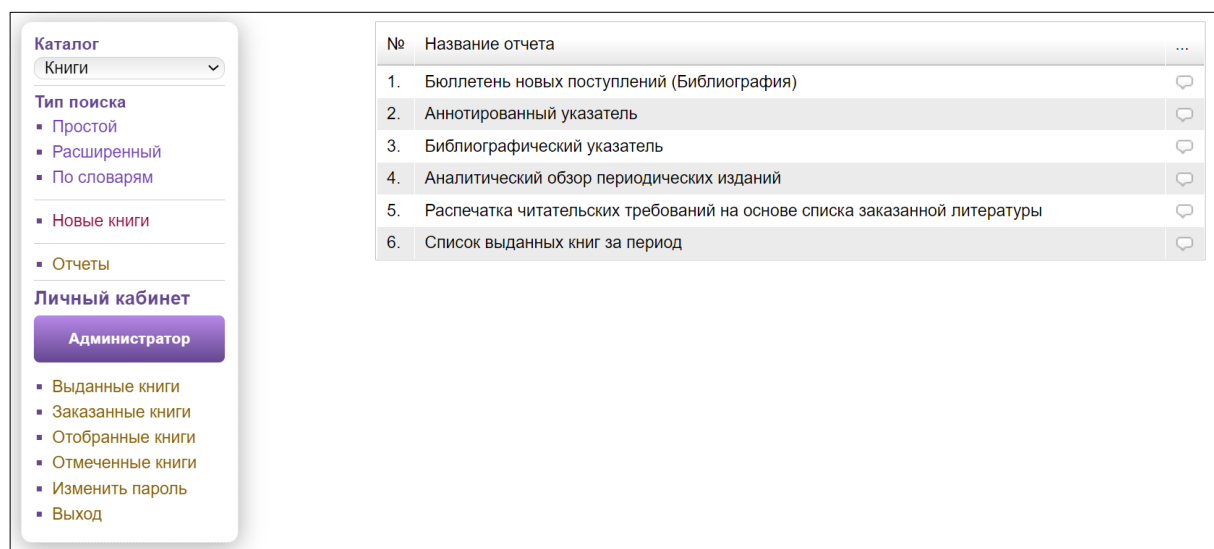 Каталог
Книги
Тип поиска
Простой
Расширенный
По словарям
Новые книги
Отчеты
Личный кабинет
Администратор
Выданные книги
Заказанные книги
Отобранные книги
Отмеченные книги
Изменить пароль
Выход
№ Название отчета ...
1. Бюллетень новых поступлений (Библиография)
2. Аннотированный указатель
3. Библиографический указатель
4. Аналитический обзор периодических изданий
5. Распечатка читательских требований на основе списка заказанной литературы
6. Список выданных книг за период